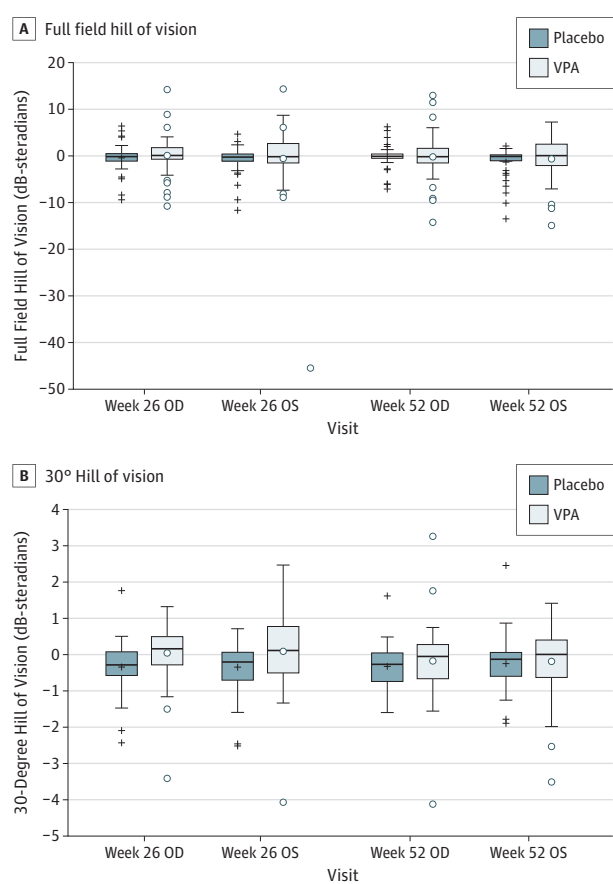 A Full field hill of vision
Placebo
VPA
20
10
0
−10
−20
−30
−40
−50
Full Field Hill of Vision (dB-steradians)
Week 26 OD Week 26 OS Week 52 OD Week 52 OS
Visit
B 30° Hill of vision
Placebo
VPA
4
3
2
1
0
−1
−2
−3
−4
−5
30-Degree Hill of Vision (dB-steradians)
Week 26 OD Week 26 OS Week 52 OD Week 52 OS
Visit